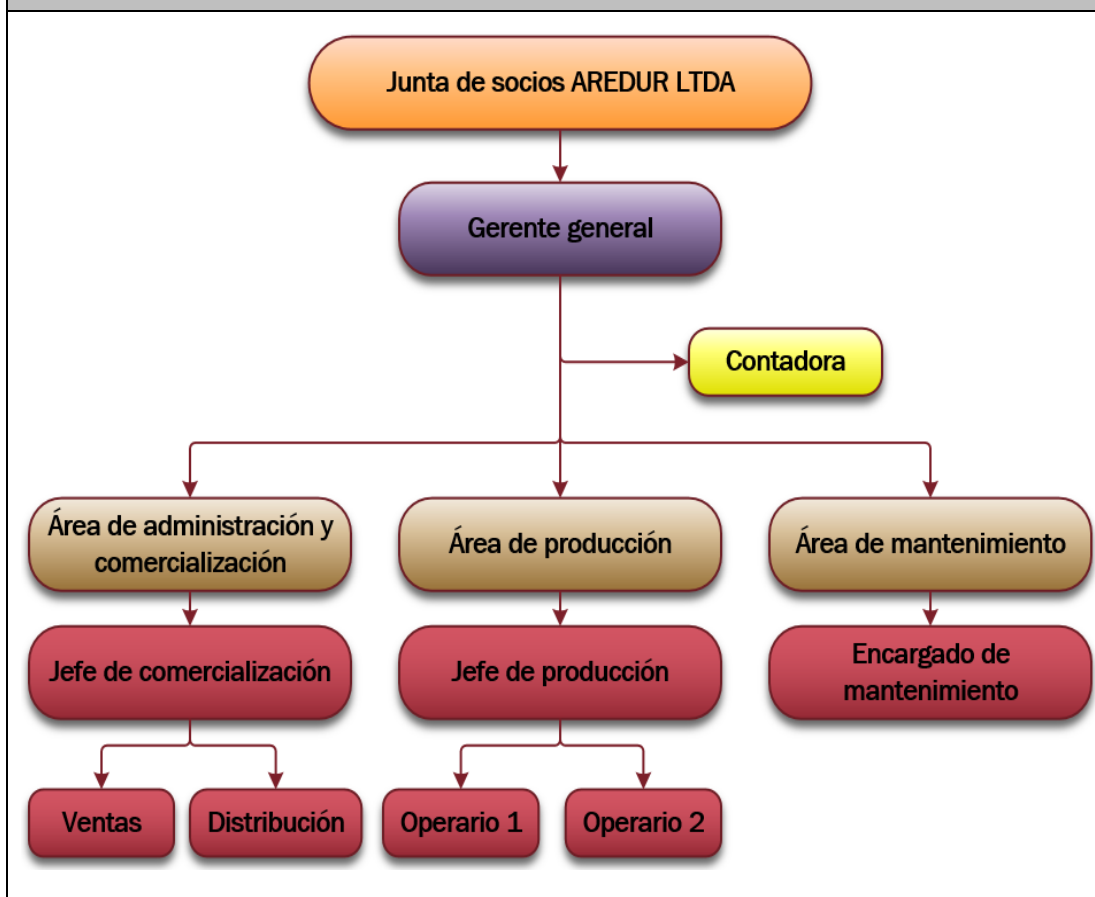 Junta de socios AREDUR LTDA
Gerente general
Contadora
Área de administración y
comercialización
Área de producción
Área de mantenimiento
Jefe de comercialización
Jefe de producción
Encargado de
mantenimiento
Ventas
Distribución
Operario 1
Operario 2